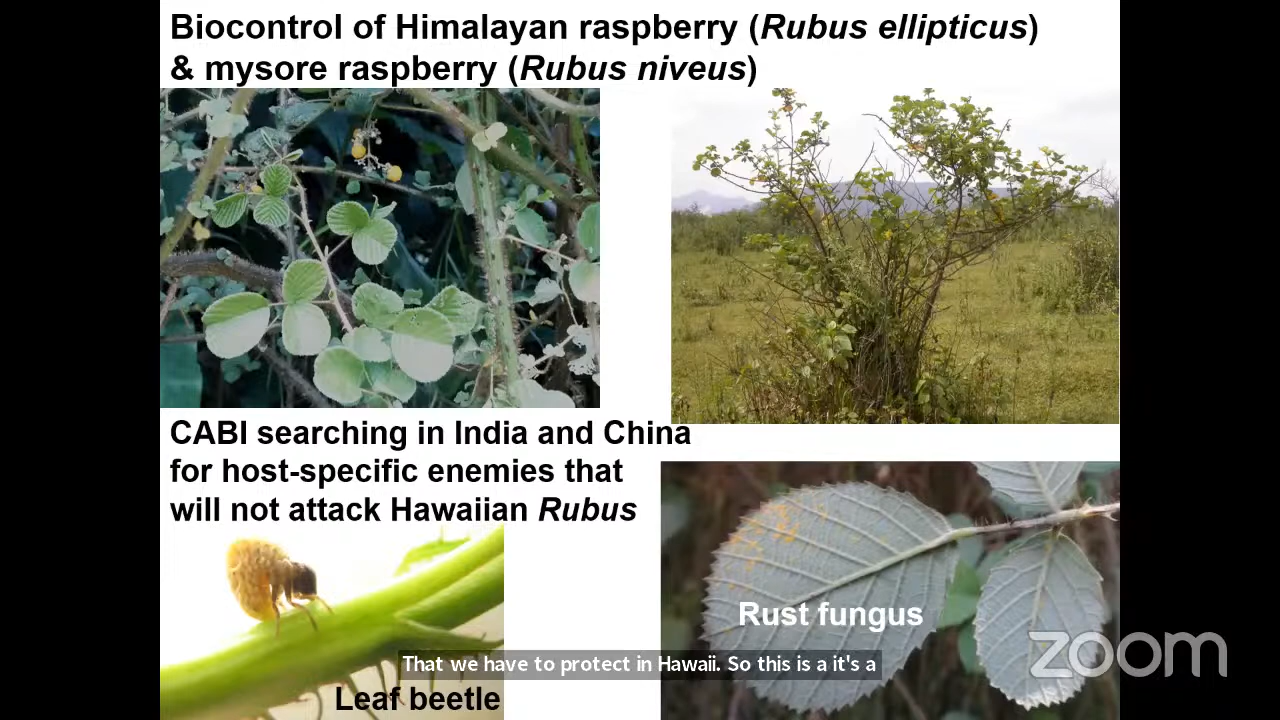 Biocontrol of Himalayan raspberry (Rubus ellipticus)
& mysore raspberry (Rubus niveus)
CABI searching in India and China
for host-specific enemies that
will not attack Hawaiian Rubus
Rust fungus
zoom
That we have to protect in Hawaii. So this is a it's a
Leaf beetle